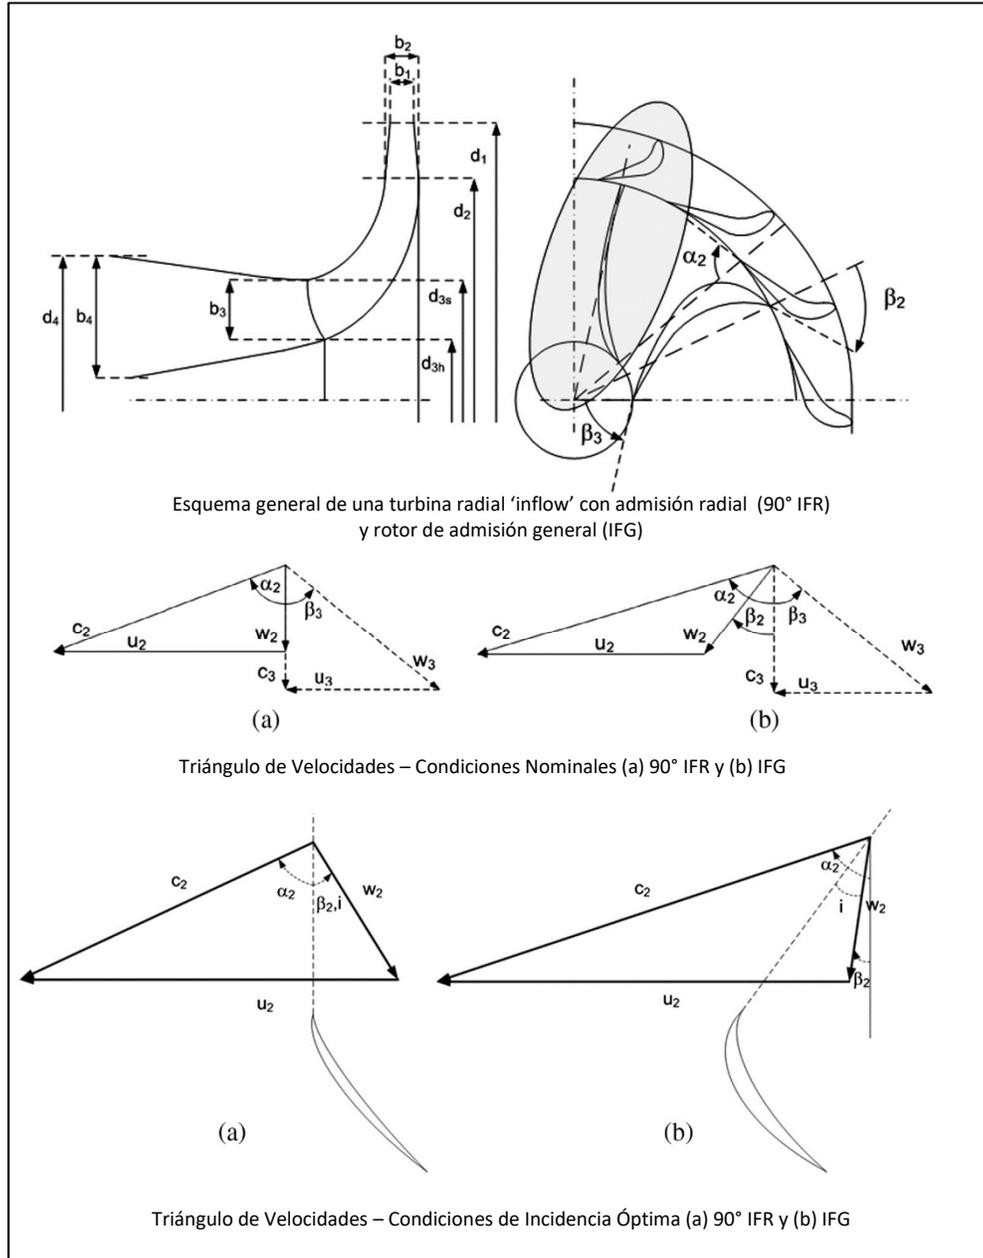 b₂
b₁
d₁
d₂
α₂
β₂
d₄
b₄
b₃
d₃ₛ
d₃ₕ
β₃
Esquema general de una turbina radial ‘inflow’ con admisión radial (90° IFR)
y rotor de admisión general (IFG)
α₂
β₃
c₂
u₂
w₂
w₃
c₃
u₃
(a)
α₂
β₂
β₃
c₂
u₂
w₂
w₃
c₃
u₃
(b)
Triángulo de Velocidades – Condiciones Nominales (a) 90° IFR y (b) IFG
c₂
α₂
β₂,i
w₂
u₂
(a)
c₂
α₂
i
w₂
β₂
u₂
(b)
Triángulo de Velocidades – Condiciones de Incidencia Óptima (a) 90° IFR y (b) IFG